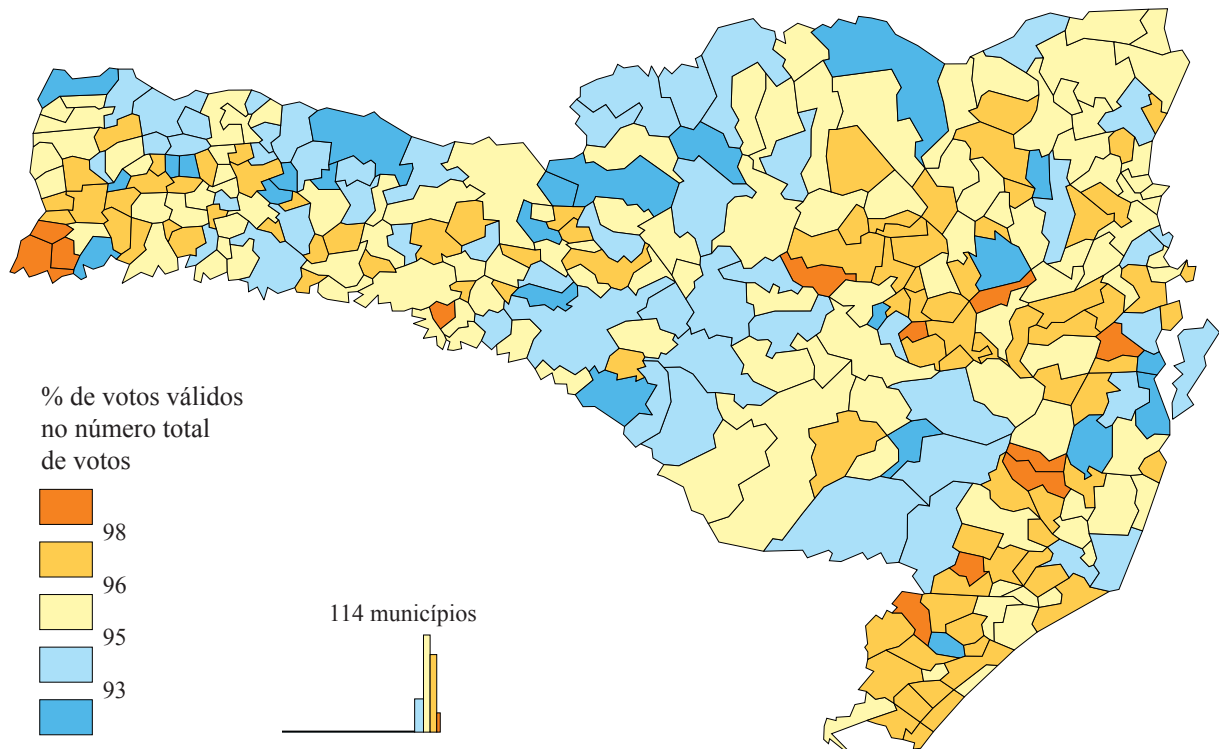 % de votos válidos
no número total
de votos
98
96
95
93
114 municípios